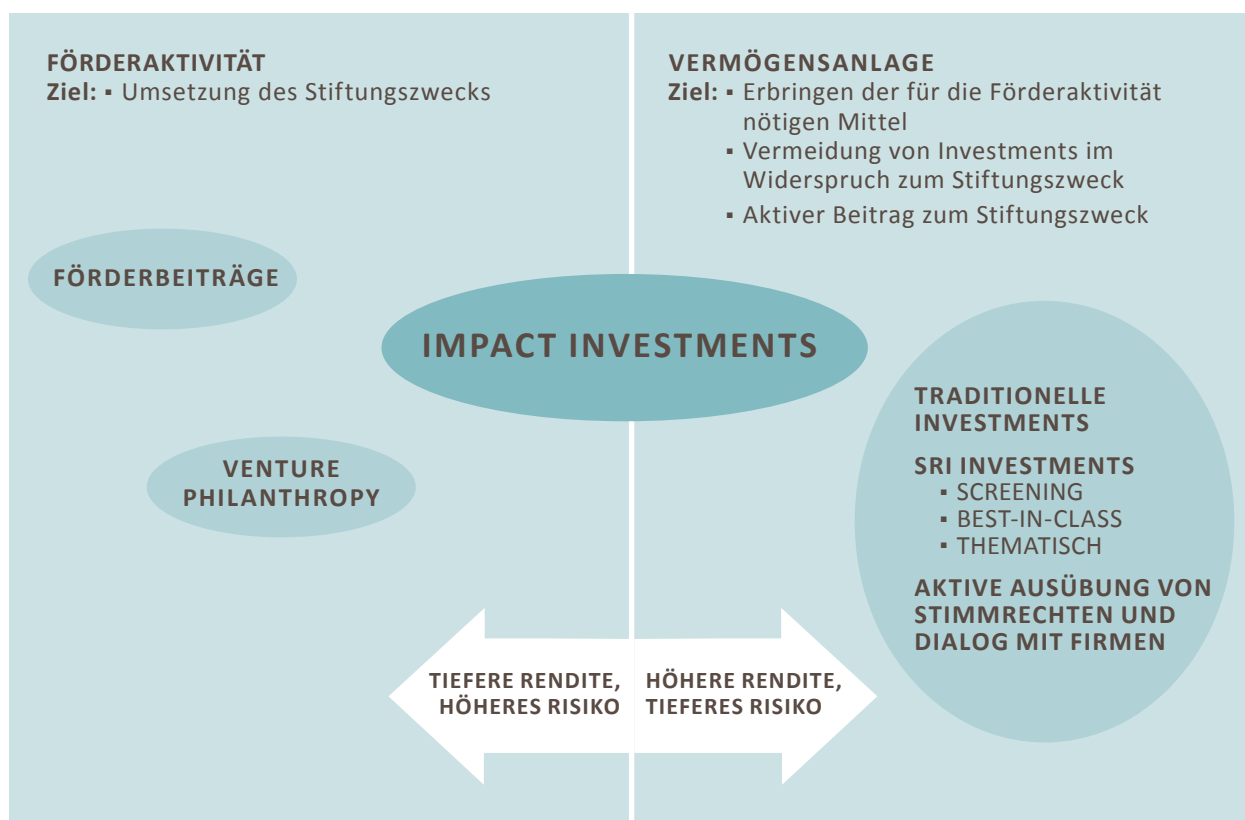 FÖRDERAKTIVITÄT
Ziel: ▪ Umsetzung des Stiftungszwecks
FÖRDERBEITRÄGE
VENTURE
PHILANTHROPY
VERMÖGENSANLAGE
Ziel: ▪ Erbringen der für die Förderaktivität
nötigen Mittel
▪ Vermeidung von Investments im
Widerspruch zum Stiftungszweck
▪ Aktiver Beitrag zum Stiftungszweck
IMPACT INVESTMENTS
TRADITIONELLE
INVESTMENTS
SRI INVESTMENTS
▪ SCREENING
▪ BEST-IN-CLASS
▪ THEMATISCH
AKTIVE AUSÜBUNG VON
STIMMRECHTEN UND
DIALOG MIT FIRMEN
TIEFERE RENDITE,
HÖHERES RISIKO
HÖHERE RENDITE,
TIEFERES RISIKO